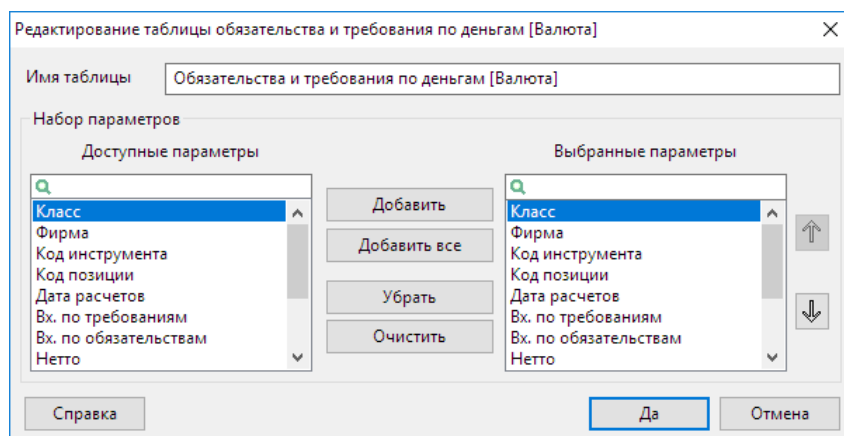 Редактирование таблицы обязательства и требования по деньгам [Валюта]
Имя таблицы
Обязательства и требования по деньгам [Валюта]
Набор параметров
Доступные параметры
Класс
Фирма
Код инструмента
Код позиции
Дата расчетов
Вх. по требованиям
Вх. по обязательствам
Нетто
Добавить
Добавить все
Убрать
Очистить
Выбранные параметры
Класс
Фирма
Код инструмента
Код позиции
Дата расчетов
Вх. по требованиям
Вх. по обязательствам
Нетто
Справка
Да
Отмена